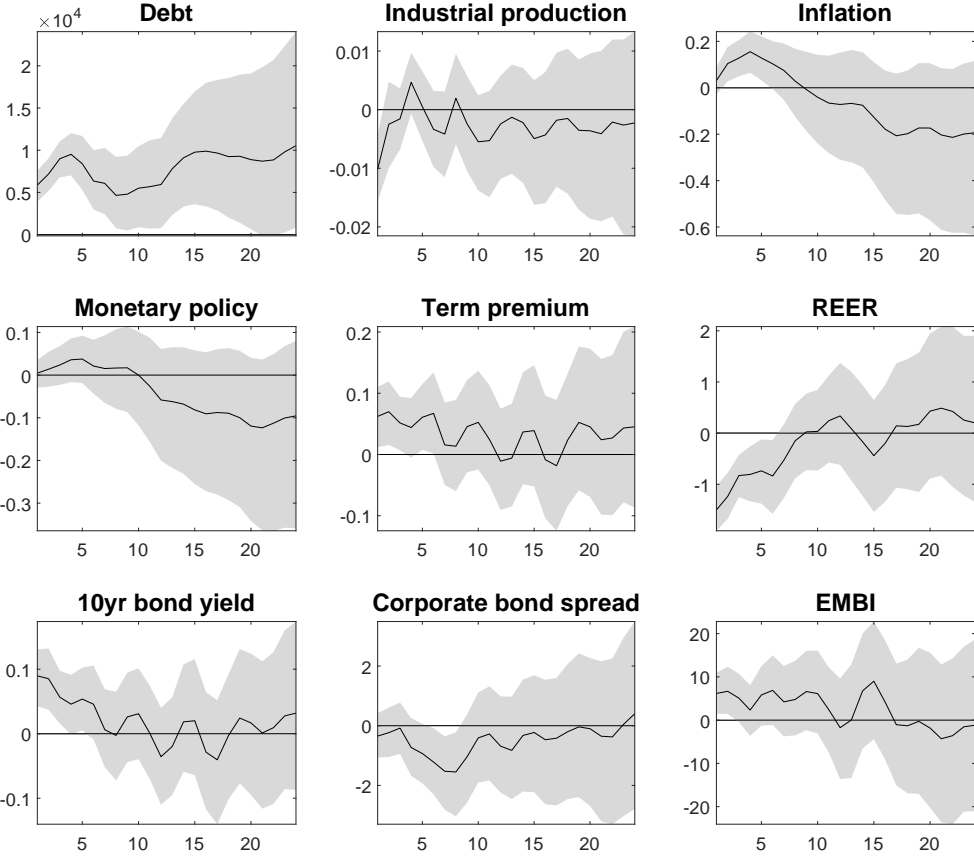 Debt
Industrial production
Inflation
×10⁴
2
1.5
1
0.5
0
5 10 15 20
0.01
0
-0.01
-0.02
5 10 15 20
0.2
0
-0.2
-0.4
-0.6
5 10 15 20
Monetary policy
Term premium
REER
0.1
0
-0.1
-0.2
-0.3
5 10 15 20
0.2
0.1
0
-0.1
5 10 15 20
2
1
0
-1
5 10 15 20
10yr bond yield
Corporate bond spread
EMBI
0.1
0
-0.1
5 10 15 20
2
0
-2
5 10 15 20
20
10
0
-10
-20
5 10 15 20